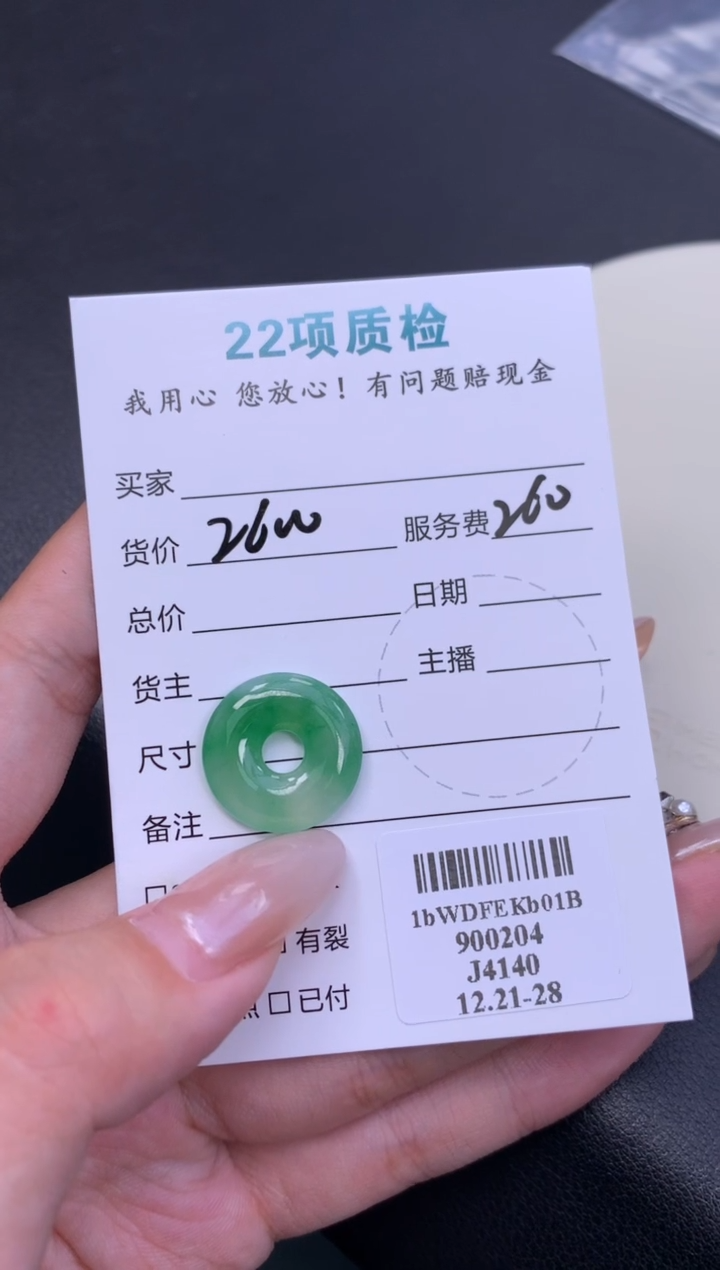 22项质检
我用心 您放心！有问题赔现金
买家
货价 2600 服务费 260
总价 日期
货主 主播
尺寸
备注
有裂
□已付
1bWDFEKb01B
900204
J4140
12.21-28